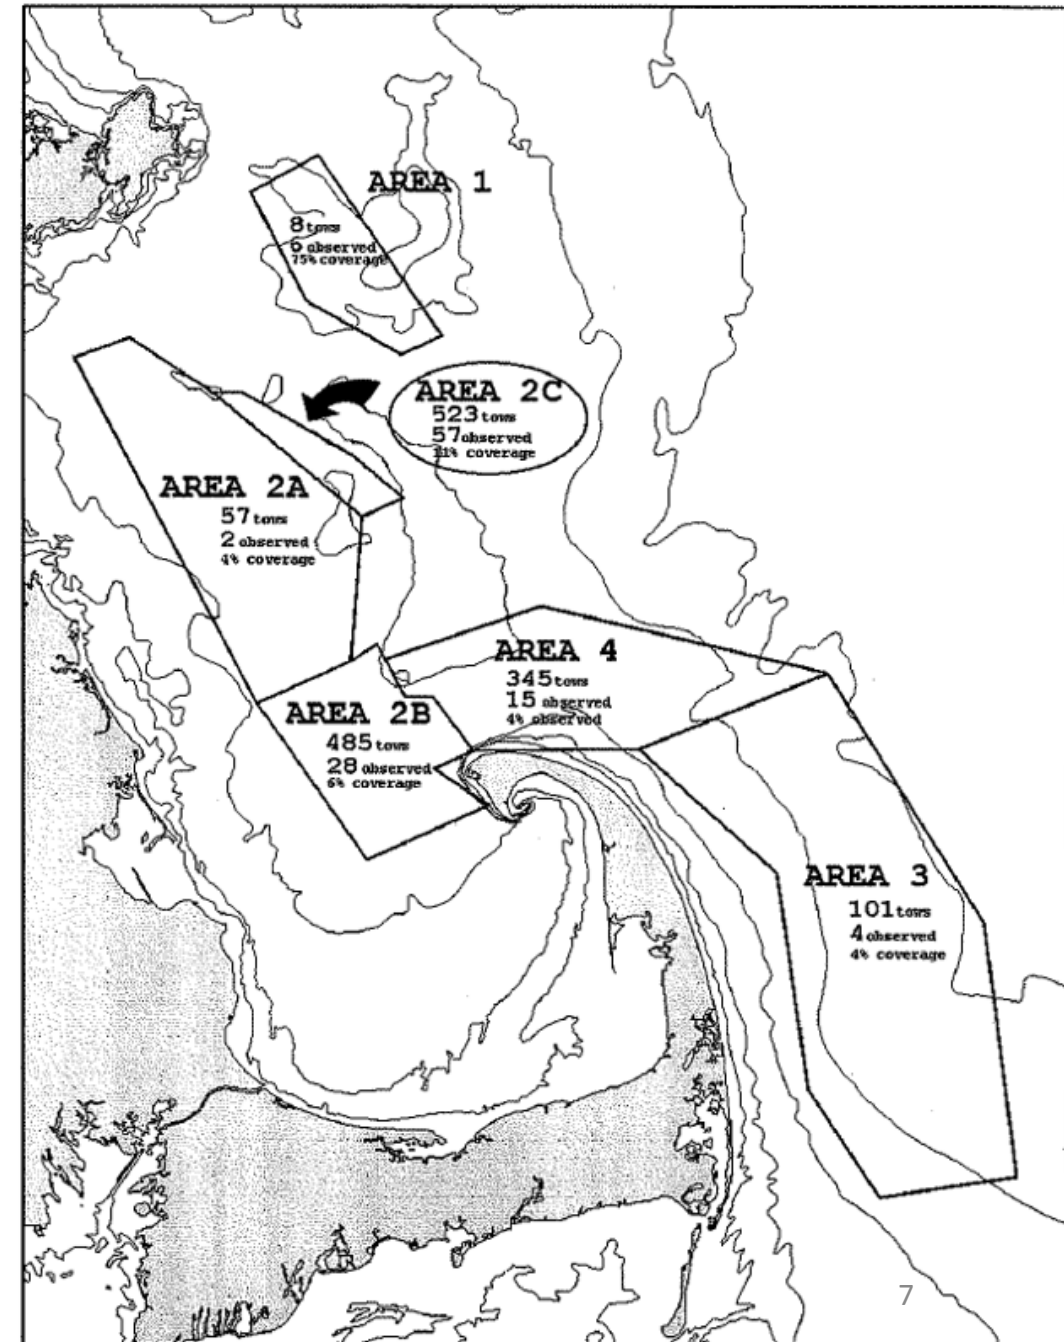 AREA 1
8 tows
6 observed
75% coverage
AREA 2C
523 tows
57 observed
11% coverage
AREA 2A
57 tows
2 observed
4% coverage
AREA 4
345 tows
15 observed
4% observed
AREA 2B
485 tows
28 observed
6% coverage
AREA 3
101 tows
4 observed
4% coverage
7